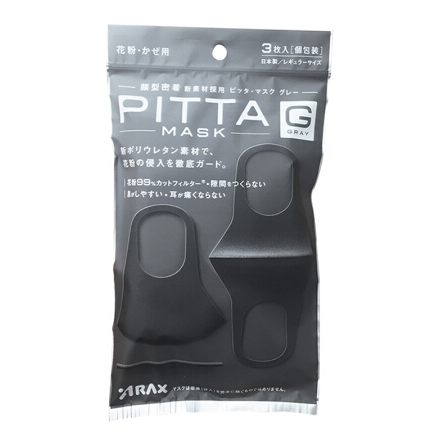 花粉・かぜ用
3枚入[個包装]
日本製/レギュラーサイズ
顔型密着 新素材採用 ピッタ・マスク グレー
PITTA
MASK
G
GRAY
新ポリウレタン素材で、
花粉の侵入を徹底ガード。
花粉99%カットフィルター※・隙間をつくらない
息がしやすい・耳が痛くならない
ARAX